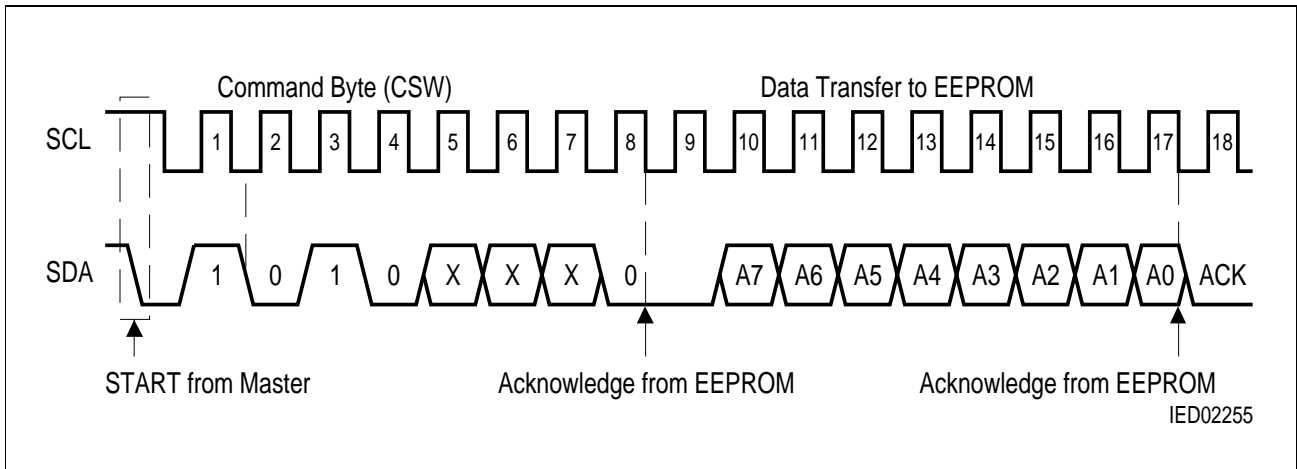 Command Byte (CSW) Data Transfer to EEPROM
SCL 1 2 3 4 5 6 7 8 9 10 11 12 13 14 15 16 17 18
SDA 1 0 1 0 X X X 0 A7 A6 A5 A4 A3 A2 A1 A0 ACK
START from Master Acknowledge from EEPROM Acknowledge from EEPROM
IED02255